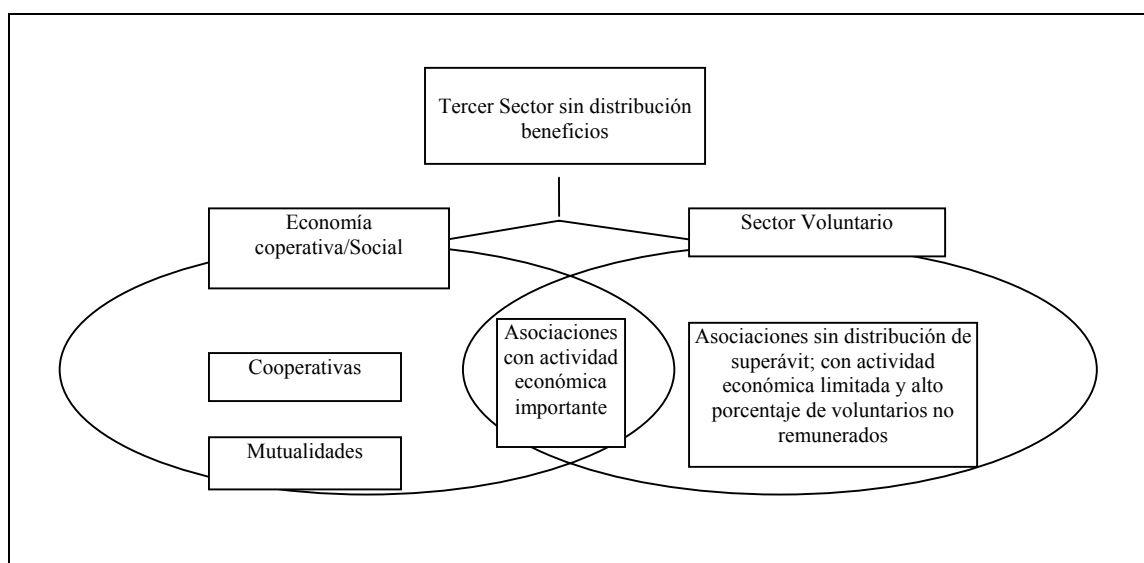 Tercer Sector sin distribución
beneficios
Economía
coperativa/Social
Sector Voluntario
Cooperativas
Mutualidades
Asociaciones
con actividad
económica
importante
Asociaciones sin distribución de
superávit; con actividad
económica limitada y alto
porcentaje de voluntarios no
remunerados